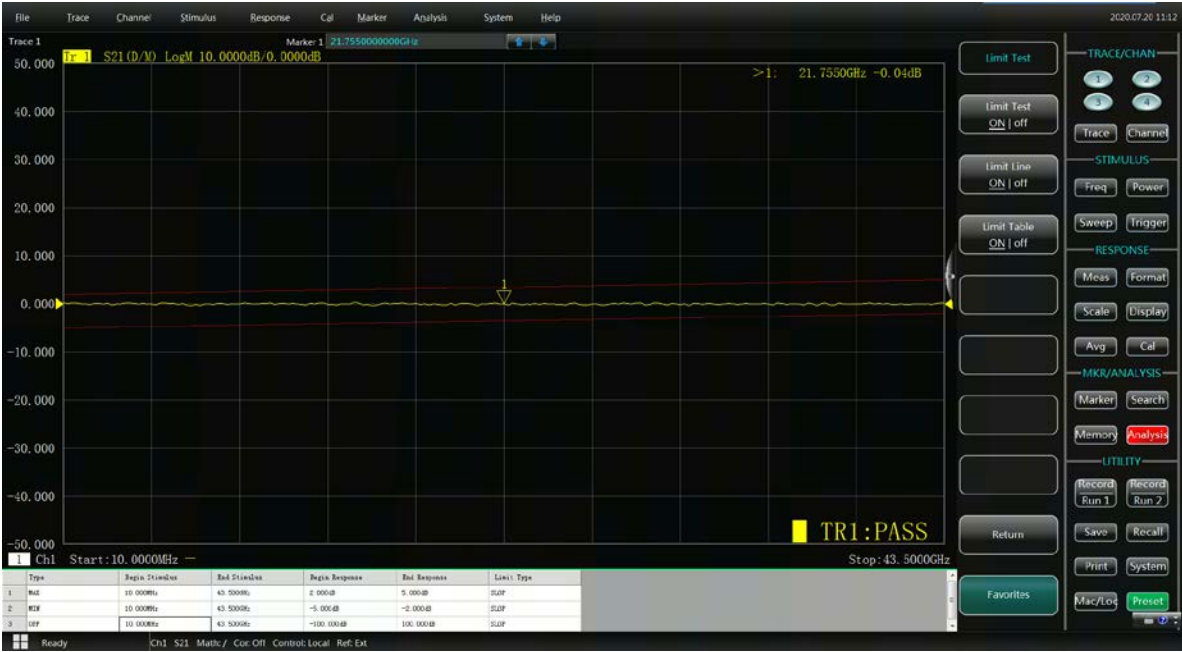 File Trace Channel Stimulus Response Cal Marker Analysis System Help 2020.07.20 11:12
Trace 1 Marker 1 21.7550000000GHz
Tr 1 S21(D/M) LogM 10.0000dB/0.0000dB
>1: 21.7550GHz -0.04dB
50.000
40.000
30.000
20.000
10.000
0.000
-10.000
-20.000
-30.000
-40.000
-50.000
1
TR1:PASS
1 Ch1 Start:10.0000MHz Stop:43.5000GHz
Type Begin Stimulus End Stimulus Begin Response End Response Limit Type
1 MAX 10.000MHz 43.500GHz 2.000dB 5.000dB SLOP
2 MIN 10.000MHz 43.500GHz -5.000dB -2.000dB SLOP
3 OFF 10.000MHz 43.500GHz -100.000dB 100.000dB SLOP
Ready Ch1 S21 Math: / Cor: Off Control: Local Ref: Ext
Limit Test
Limit Test
ON | off
Limit Line
ON | off
Limit Table
ON | off
Return
Favorites
TRACE/CHAN
1 2
3 4
Trace Channel
STIMULUS
Freq Power
Sweep Trigger
RESPONSE
Meas Format
Scale Display
Avg Cal
MKR/ANALYSIS
Marker Search
Memory Analysis
UTILITY
Record Record
Run 1 Run 2
Save Recall
Print System
Mac/Loc Preset